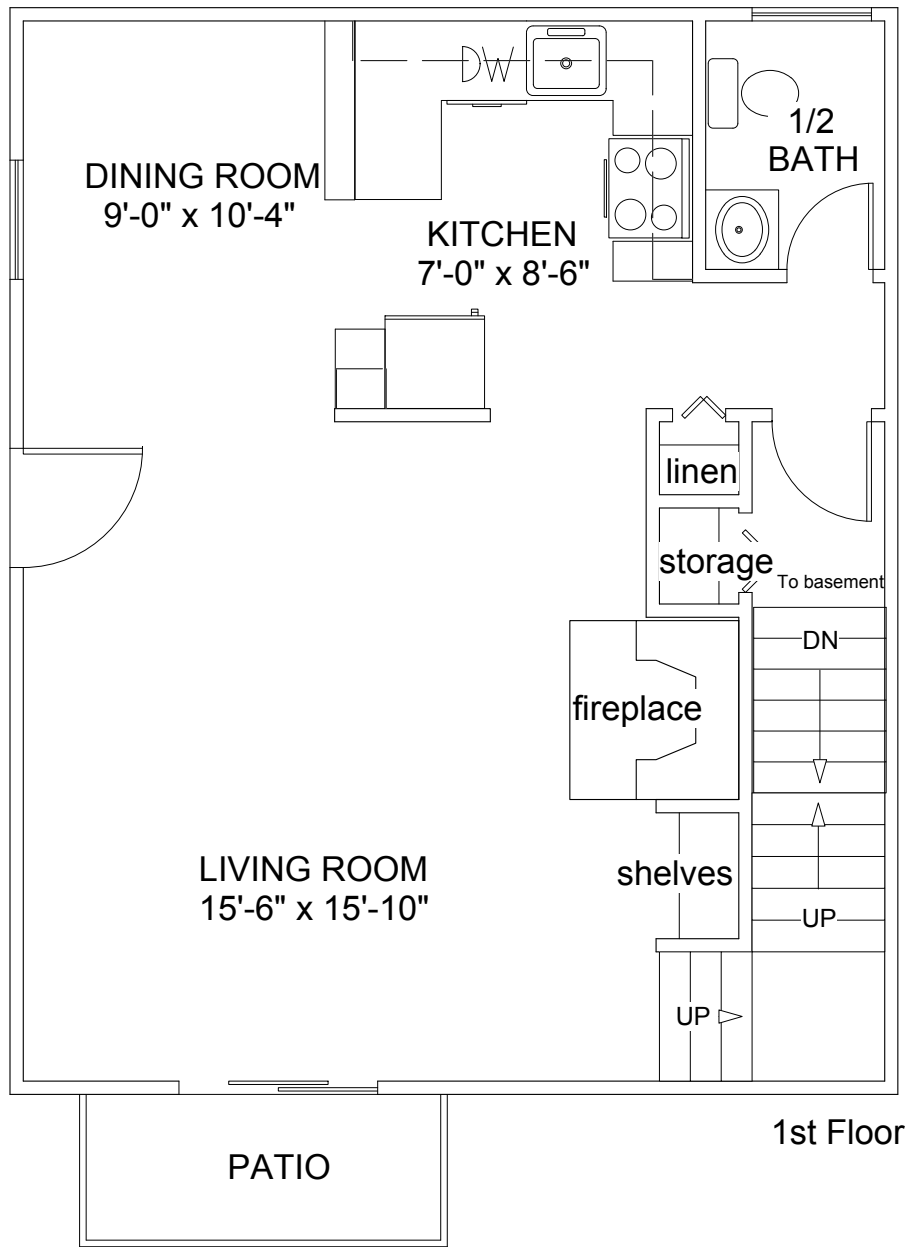 1/2
BATH
DINING ROOM
9'-0" x 10'-4"
KITCHEN
7'-0" x 8'-6"
DW
linen
storage
To basement
DN
fireplace
LIVING ROOM
15'-6" x 15'-10"
shelves
UP
UP
1st Floor
PATIO